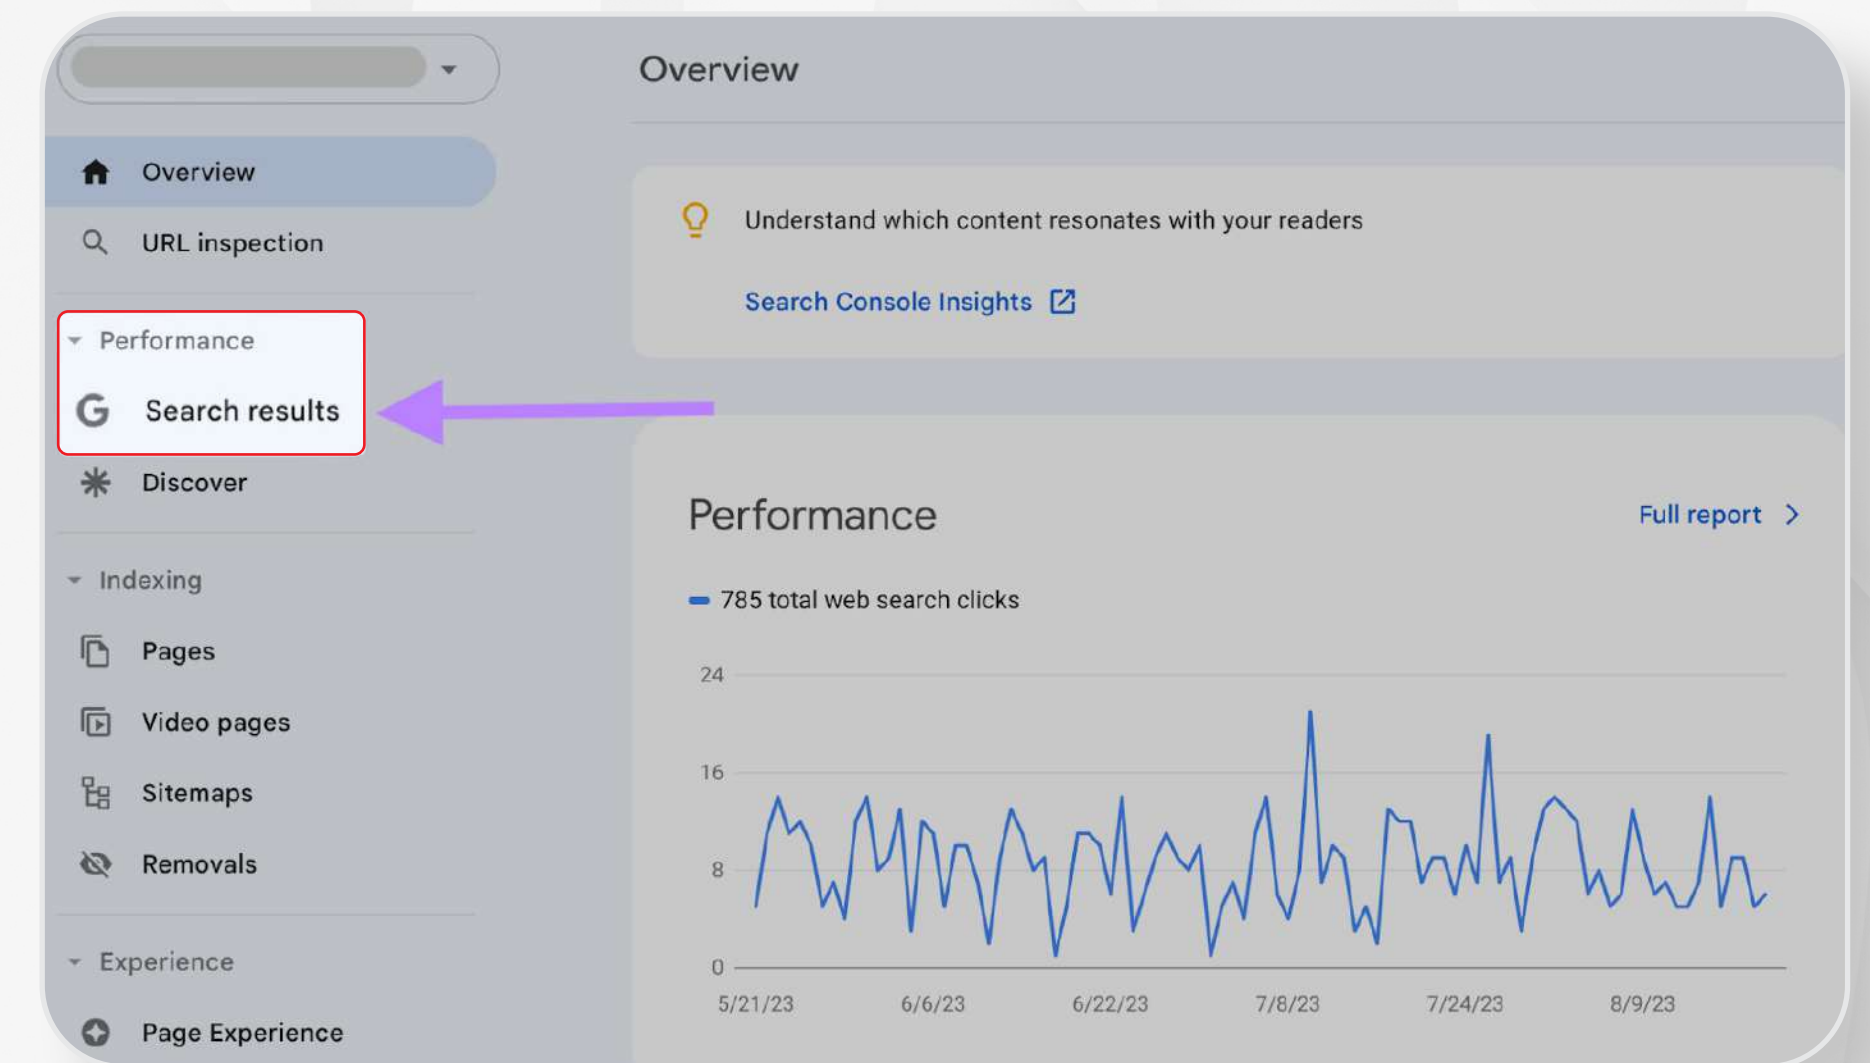 Overview
Overview
URL inspection
Understand which content resonates with your readers
Search Console Insights
Performance
Search results
Discover
Performance
Full report
785 total web search clicks
Indexing
Pages
Video pages
Sitemaps
Removals
Experience
Page Experience
24
16
8
0
5/21/23 6/6/23 6/22/23 7/8/23 7/24/23 8/9/23